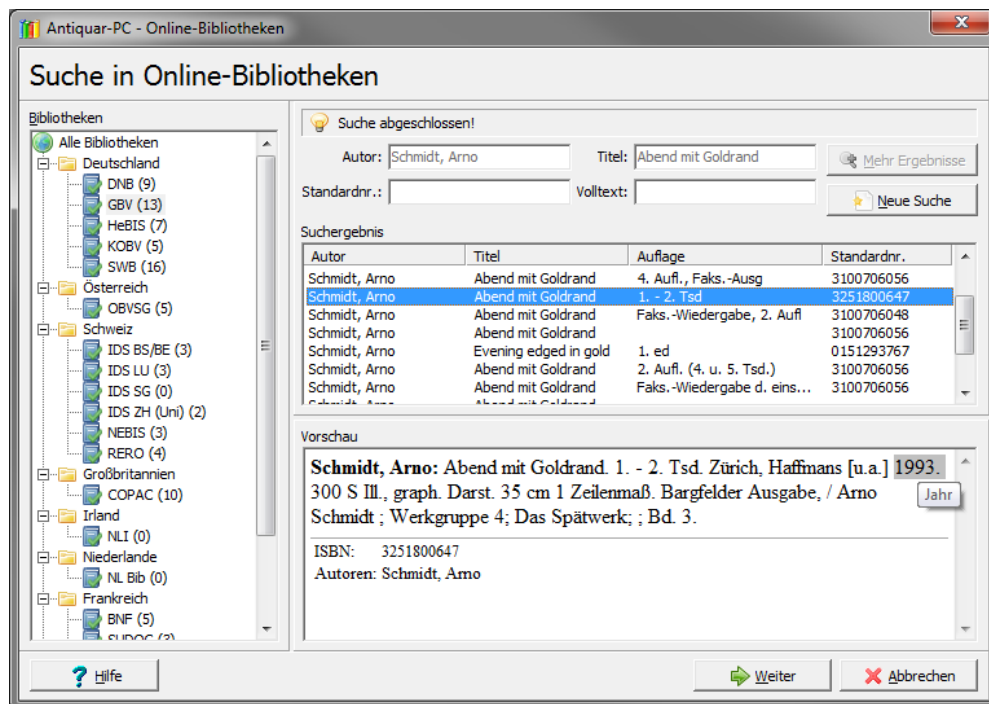 Antiquar-PC - Online-Bibliotheken
Suche in Online-Bibliotheken
Bibliotheken
Alle Bibliotheken
Deutschland
DNB (9)
GBV (13)
HeBIS (7)
KOBV (5)
SWB (16)
Österreich
OBVSG (5)
Schweiz
IDS BS/BE (3)
IDS LU (3)
IDS SG (0)
IDS ZH (Uni) (2)
NEBIS (3)
RERO (4)
Großbritannien
COPAC (10)
Irland
NLI (0)
Niederlande
NL Bib (0)
Frankreich
BNF (5)
SUDOC (3)
Suche abgeschlossen!
Autor: Schmidt, Arno Titel: Abend mit Goldrand Mehr Ergebnisse
Standardnr.: Volltext: Neue Suche
Suchergebnis
Autor Titel Auflage Standardnr.
Schmidt, Arno Abend mit Goldrand 4. Aufl., Faks.-Ausg 3100706056
Schmidt, Arno Abend mit Goldrand 1. - 2. Tsd 3251800647
Schmidt, Arno Abend mit Goldrand Faks.-Wiedergabe, 2. Aufl 3100706048
Schmidt, Arno Abend mit Goldrand 3100706056
Schmidt, Arno Evening edged in gold 1. ed 0151293767
Schmidt, Arno Abend mit Goldrand 2. Aufl. (4. u. 5. Tsd.) 3100706056
Schmidt, Arno Abend mit Goldrand Faks.-Wiedergabe d. eins... 3100706056
Schmidt, Arno Abend mit Goldrand
Vorschau
Schmidt, Arno: Abend mit Goldrand. 1. - 2. Tsd. Zürich, Haffmans [u.a.] 1993.
300 S Ill., graph. Darst. 35 cm 1 Zeilenmaß. Bargfelder Ausgabe, / Arno
Jahr
Schmidt ; Werkgruppe 4; Das Spätwerk; ; Bd. 3.
ISBN: 3251800647
Autoren: Schmidt, Arno
Hilfe
Weiter
Abbrechen